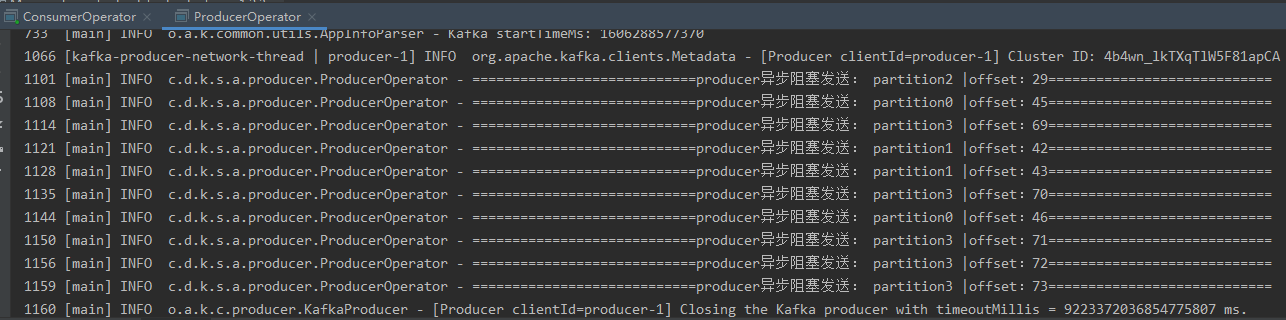 ConsumerOperator × ProducerOperator ×
733 [main] INFO o.a.k.common.utils.AppInfoParser - Kafka startTimeMs: 1606288577370
1066 [kafka-producer-network-thread | producer-1] INFO org.apache.kafka.clients.Metadata - [Producer clientId=producer-1] Cluster ID: 4b4wn_lkTXqTlW5F81apCA
1101 [main] INFO c.d.k.s.a.producer.ProducerOperator - ============================producer异步阻塞发送: partition2 |offset: 29============================
1108 [main] INFO c.d.k.s.a.producer.ProducerOperator - ============================producer异步阻塞发送: partition0 |offset: 45============================
1114 [main] INFO c.d.k.s.a.producer.ProducerOperator - ============================producer异步阻塞发送: partition3 |offset: 69============================
1121 [main] INFO c.d.k.s.a.producer.ProducerOperator - ============================producer异步阻塞发送: partition1 |offset: 42============================
1128 [main] INFO c.d.k.s.a.producer.ProducerOperator - ============================producer异步阻塞发送: partition1 |offset: 43============================
1135 [main] INFO c.d.k.s.a.producer.ProducerOperator - ============================producer异步阻塞发送: partition3 |offset: 70============================
1144 [main] INFO c.d.k.s.a.producer.ProducerOperator - ============================producer异步阻塞发送: partition0 |offset: 46============================
1150 [main] INFO c.d.k.s.a.producer.ProducerOperator - ============================producer异步阻塞发送: partition3 |offset: 71============================
1156 [main] INFO c.d.k.s.a.producer.ProducerOperator - ============================producer异步阻塞发送: partition3 |offset: 72============================
1159 [main] INFO c.d.k.s.a.producer.ProducerOperator - ============================producer异步阻塞发送: partition3 |offset: 73============================
1160 [main] INFO o.a.k.c.producer.KafkaProducer - [Producer clientId=producer-1] Closing the Kafka producer with timeoutMillis = 9223372036854775807 ms.